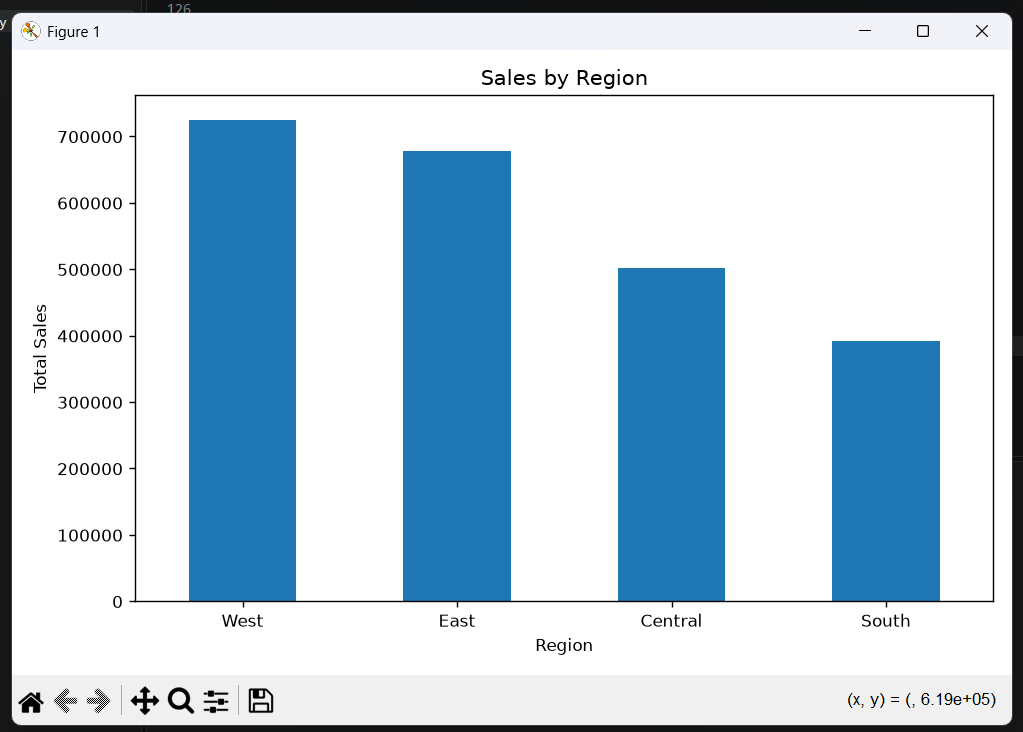 126
y
Figure 1
Sales by Region
700000
600000
500000
400000
300000
200000
100000
0
Total Sales
West East Central South
Region
(x, y) = (, 6.19e+05)